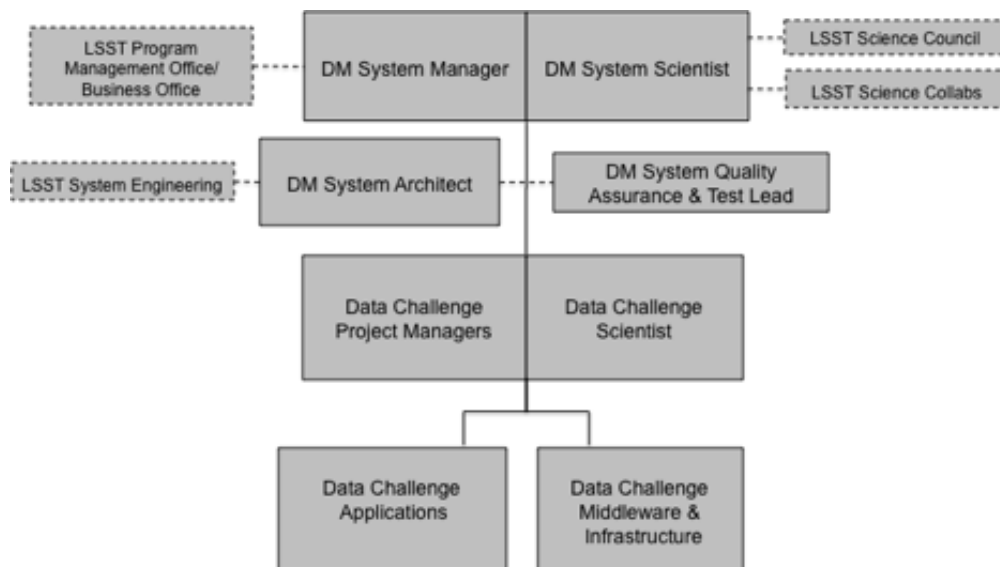 LSST Program
Management Office/
Business Office
DM System Manager
DM System Scientist
LSST Science Council
LSST Science Collabs
LSST System Engineering
DM System Architect
DM System Quality
Assurance & Test Lead
Data Challenge
Project Managers
Data Challenge
Scientist
Data Challenge
Applications
Data Challenge
Middleware &
Infrastructure